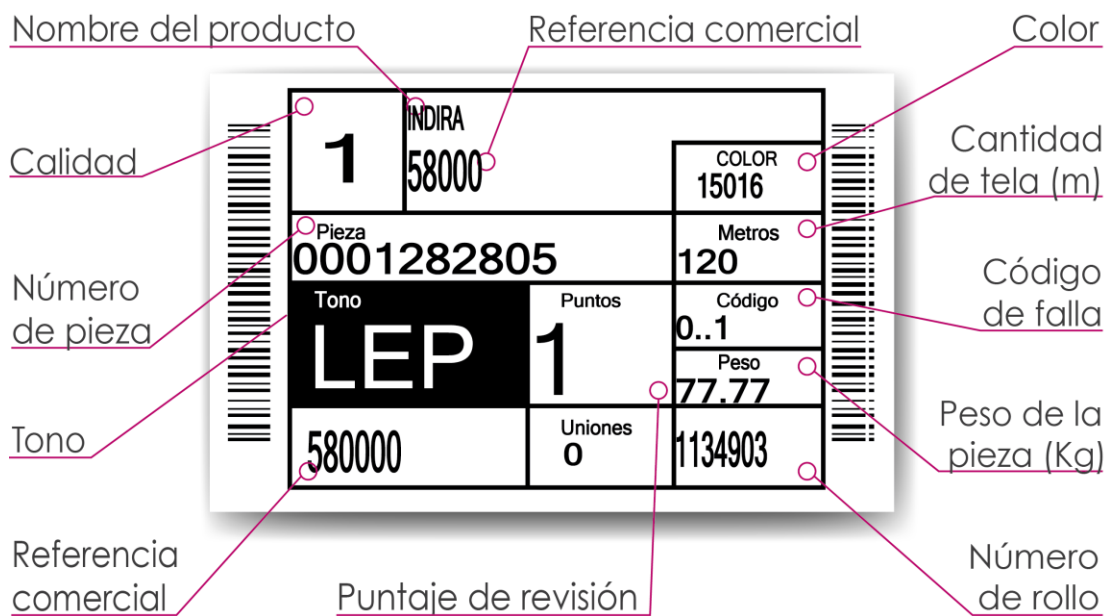 Nombre del producto
Referencia comercial
Color
Calidad
1
INDIRA
58000
COLOR
15016
Cantidad
de tela (m)
Pieza
0001282805
Metros
120
Número
de pieza
Tono
LEP
Puntos
1
Código
0..1
Código
de falla
Peso
77.77
Tono
580000
Uniones
0
1134903
Peso de la
pieza (Kg)
Referencia
comercial
Puntaje de revisión
Número
de rollo